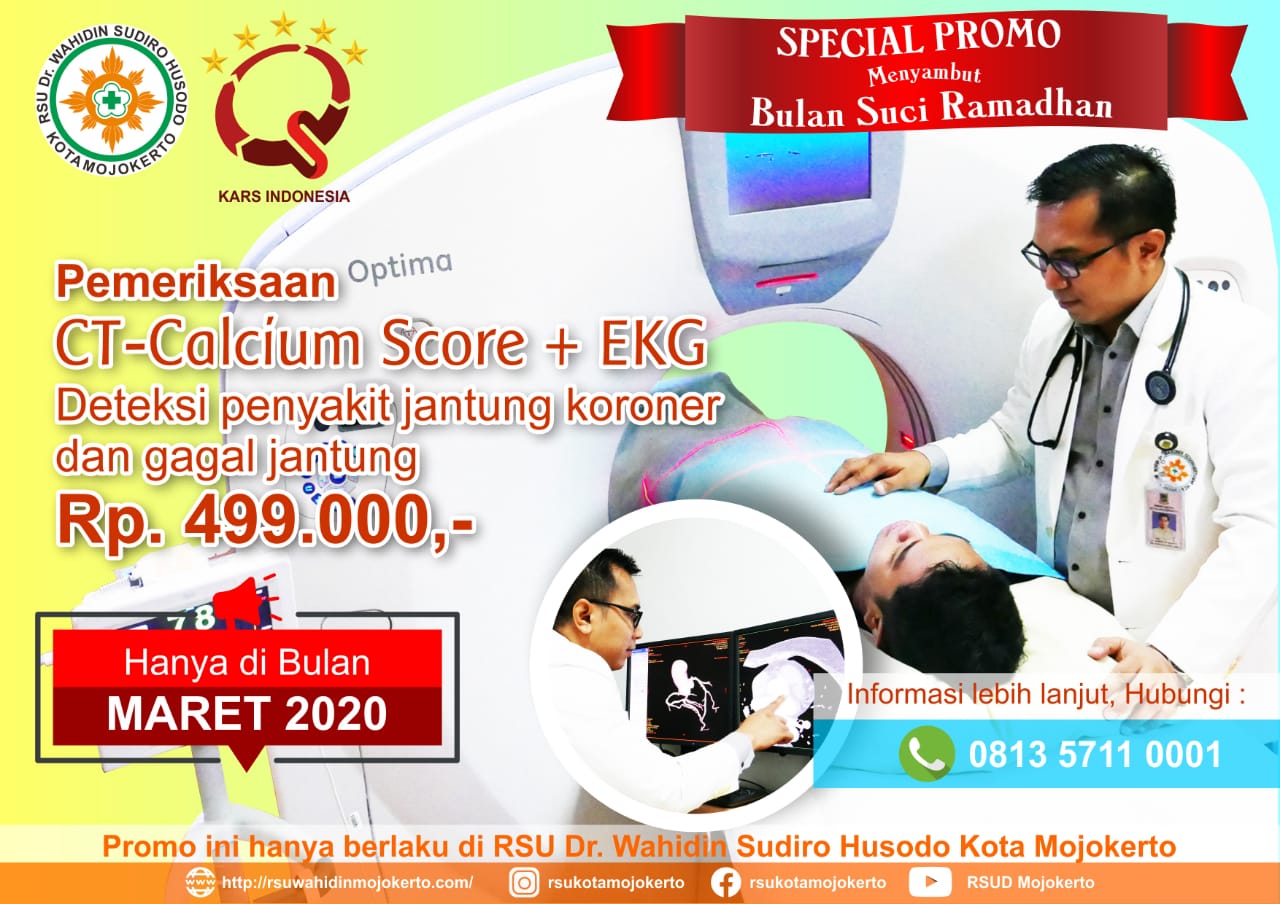 RSU Dr. WAHIDIN SUDIRO HUSODO
KOTA MOJOKERTO
KARS INDONESIA
SPECIAL PROMO
Menyambut
Bulan Suci Ramadhan
Optima
Pemeriksaan
CT-Calcium Score + EKG
Deteksi penyakit jantung koroner
dan gagal jantung
Rp. 499.000,-
78
Hanya di Bulan
MARET 2020
Informasi lebih lanjut, Hubungi :
0813 5711 0001
Promo ini hanya berlaku di RSU Dr. Wahidin Sudiro Husodo Kota Mojokerto
http://rsuwahidinmojokerto.com/ rsukotamojokerto rsukotamojokerto RSUD Mojokerto